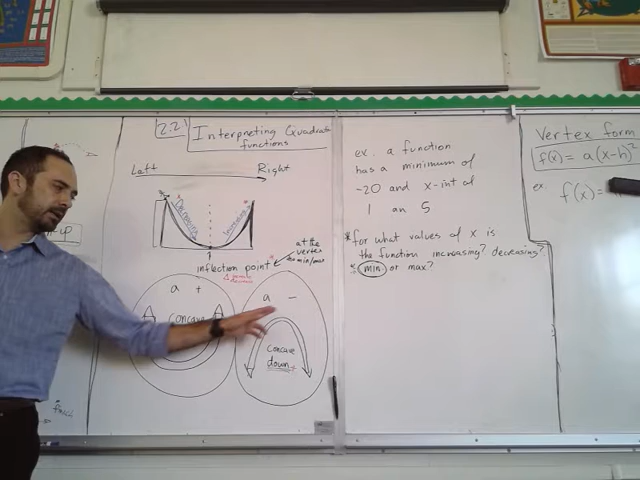 2.2.1 Interpreting Quadratic
functions
Left Right
Decreasing increasing
inflection point
at the
vertex
min/max
a +
concave
a -
Concave
down
ex. a function
has a minimum of
-20 and x-int at
1 an 5
*for what values of x is
the function increasing? decreasing?
* min or max?
Vertex form
f(x) = a(x-h)²
ex. f(x)=